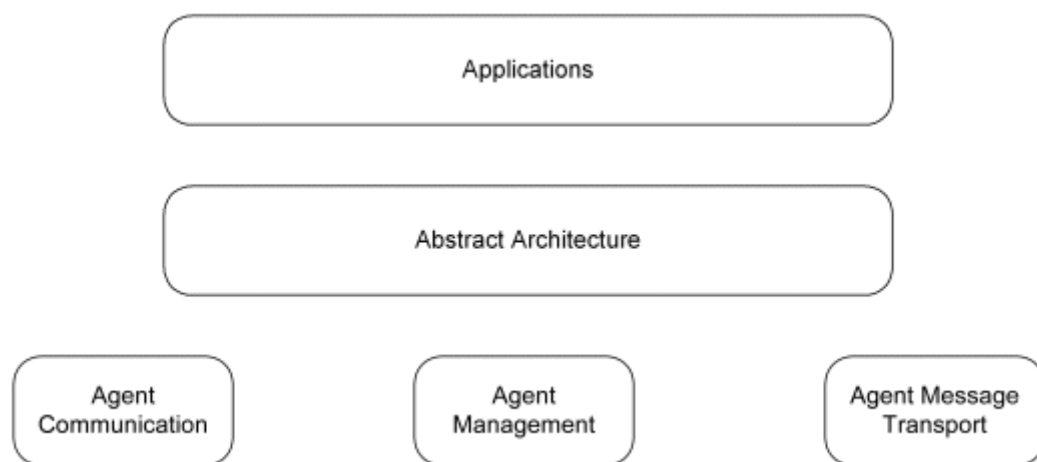 Applications
Abstract Architecture
Agent
Communication
Agent
Management
Agent Message
Transport